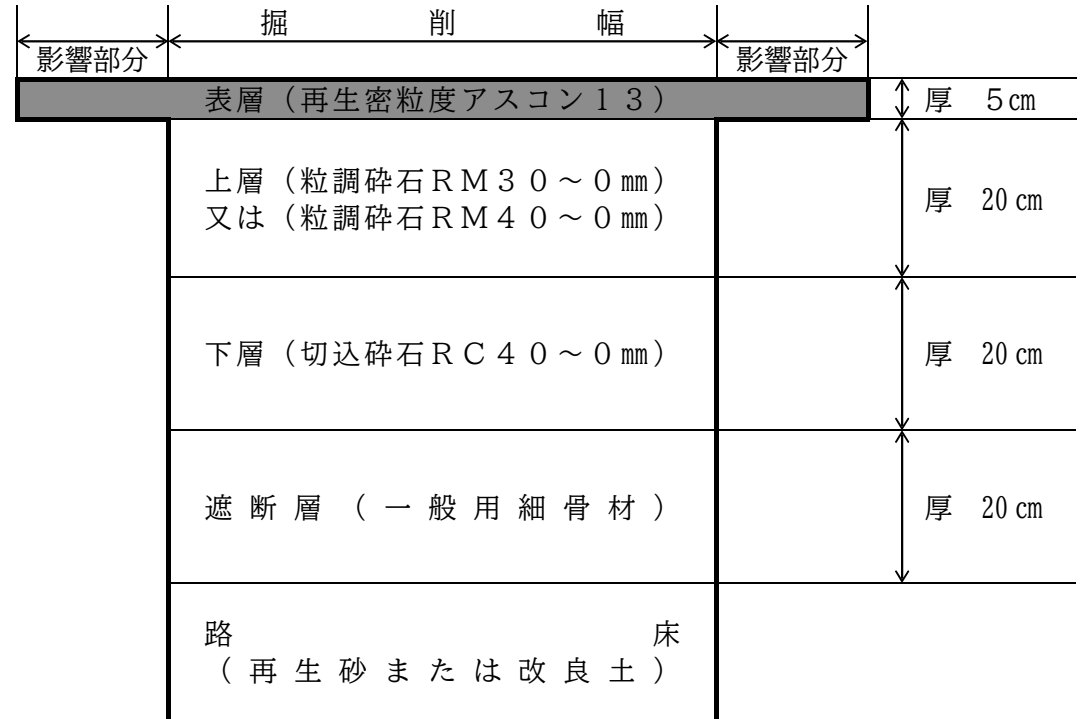 掘削幅
影響部分 影響部分
表層（再生密粒度アスコン１３） 厚 ５㎝
上層（粒調砕石ＲＭ３０～０㎜）
又は（粒調砕石ＲＭ４０～０㎜） 厚 20㎝
下層（切込砕石ＲＣ４０～０㎜） 厚 20㎝
遮断層（一般用細骨材） 厚 20㎝
路床
（再生砂または改良土）